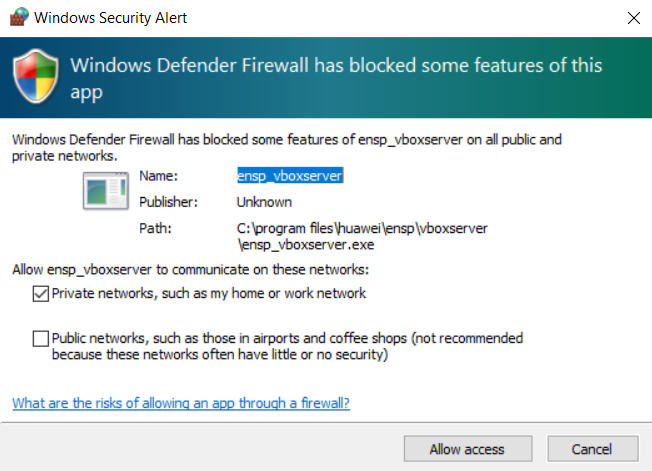 Windows Security Alert
Windows Defender Firewall has blocked some features of this
app
Windows Defender Firewall has blocked some features of ensp_vboxserver on all public and
private networks.
Name: ensp_vboxserver
Publisher: Unknown
Path: C:\program files\huawei\ensp\vboxserver
\ensp_vboxserver.exe
Allow ensp_vboxserver to communicate on these networks:
Private networks, such as my home or work network
Public networks, such as those in airports and coffee shops (not recommended
because these networks often have little or no security)
What are the risks of allowing an app through a firewall?
Allow access Cancel